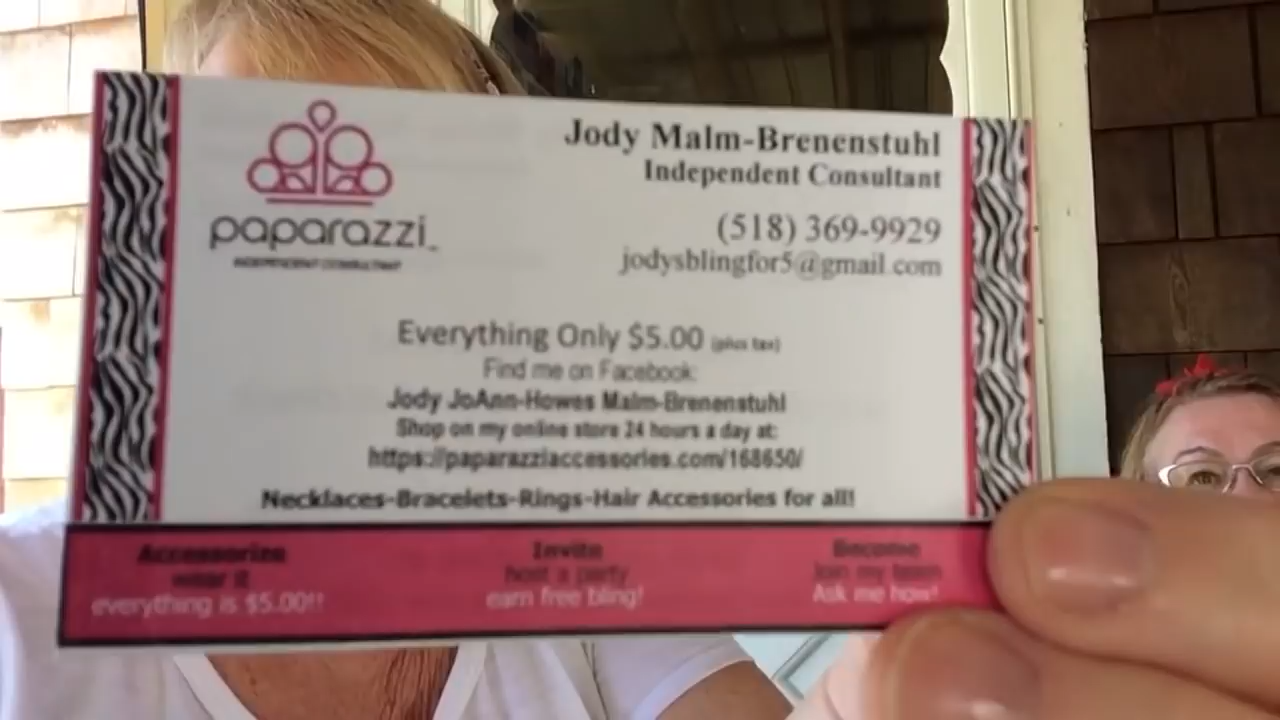 paparazzi
INDEPENDENT CONSULTANT
Jody Malm-Brenenstuhl
Independent Consultant
(518) 369-9929
jodysblingfor5@gmail.com
Everything Only $5.00 (plus tax)
Find me on Facebook:
Jody JoAnn-Howes Malm-Brenenstuhl
Shop on my online store 24 hours a day at:
https://paparazziaccessories.com/168650/
Necklaces-Bracelets-Rings-Hair Accessories for all!
Accessorize
wear it
everything is $5.00!!
Invite
host a party
earn free bling!
Become
Join my team
Ask me how!